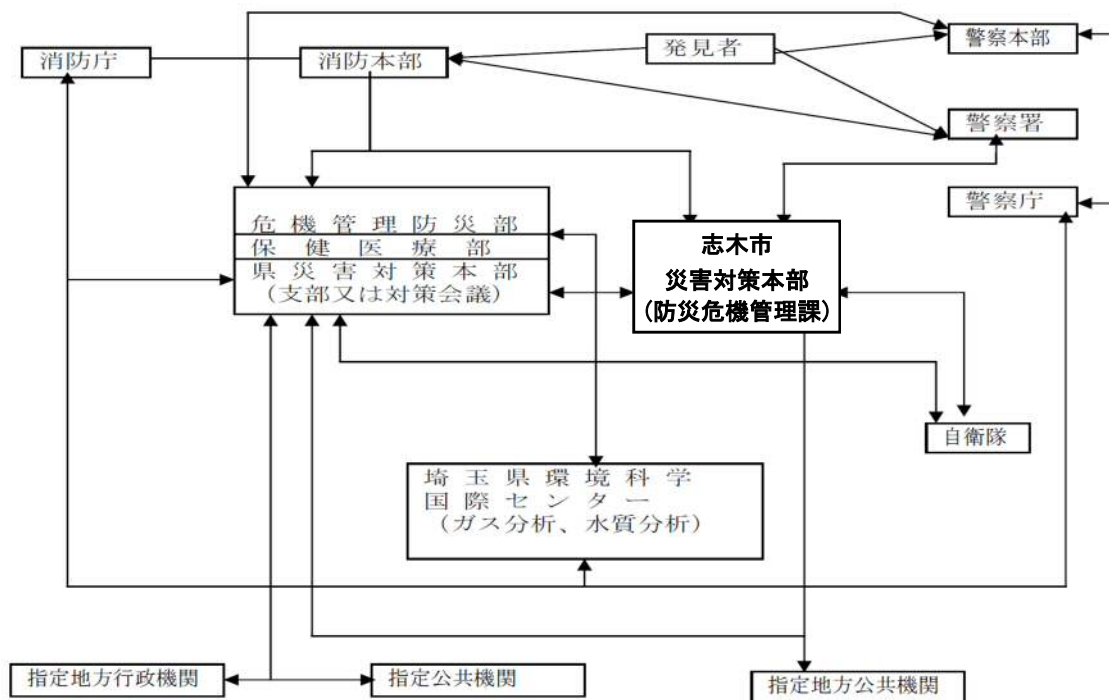 消防庁
消防本部
発見者
警察本部
警察署
警察庁
危機管理防災部
保健医療部
県災害対策本部
（支部又は対策会議）
志木市
災害対策本部
（防災危機管理課）
自衛隊
埼玉県環境科学
国際センター
（ガス分析、水質分析）
指定地方行政機関
指定公共機関
指定地方公共機関